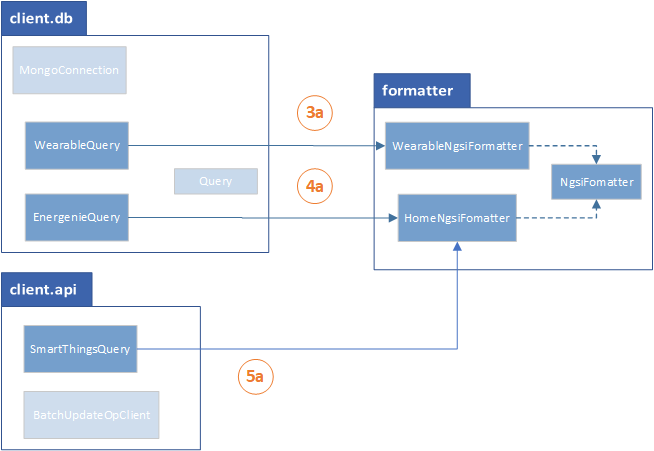 client.db
MongoConnection
WearableQuery
Query
EnergenieQuery
3a
4a
formatter
WearableNgsiFormatter
NgsiFomatter
HomeNgsiFomatter
client.api
SmartThingsQuery
BatchUpdateOpClient
5a